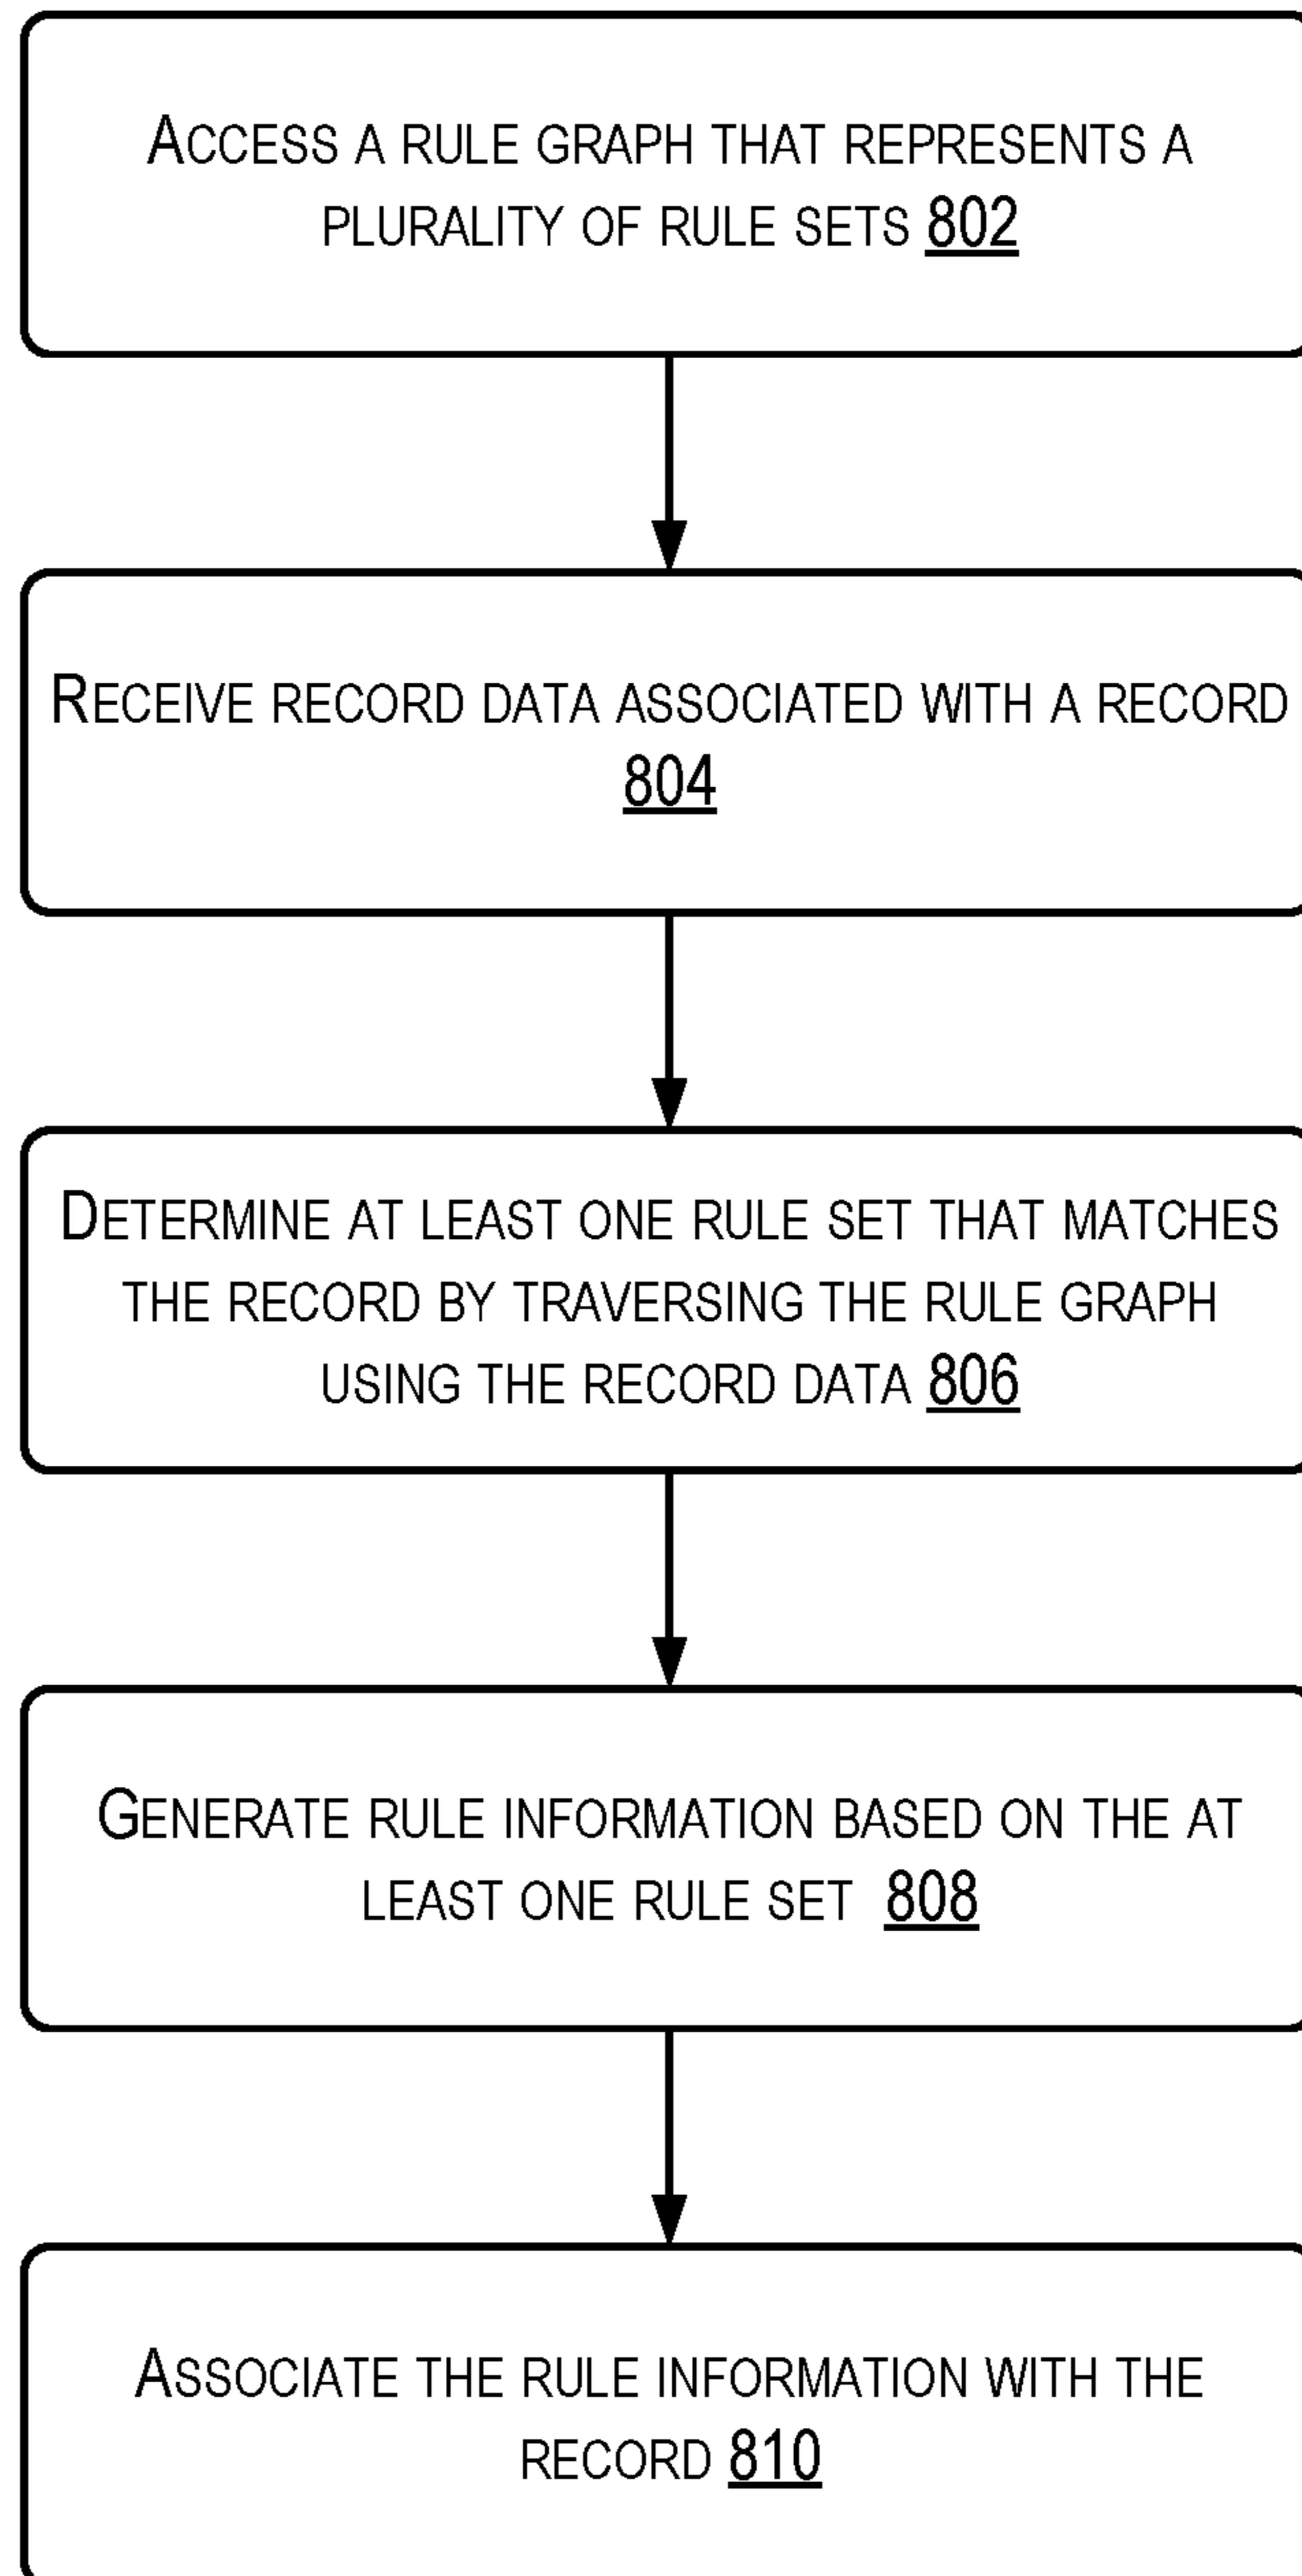 ACCESS A RULE GRAPH THAT REPRESENTS A
PLURALITY OF RULE SETS 802
RECEIVE RECORD DATA ASSOCIATED WITH A RECORD
804
DETERMINE AT LEAST ONE RULE SET THAT MATCHES
THE RECORD BY TRAVERSING THE RULE GRAPH
USING THE RECORD DATA 806
GENERATE RULE INFORMATION BASED ON THE AT
LEAST ONE RULE SET 808
ASSOCIATE THE RULE INFORMATION WITH THE
RECORD 810